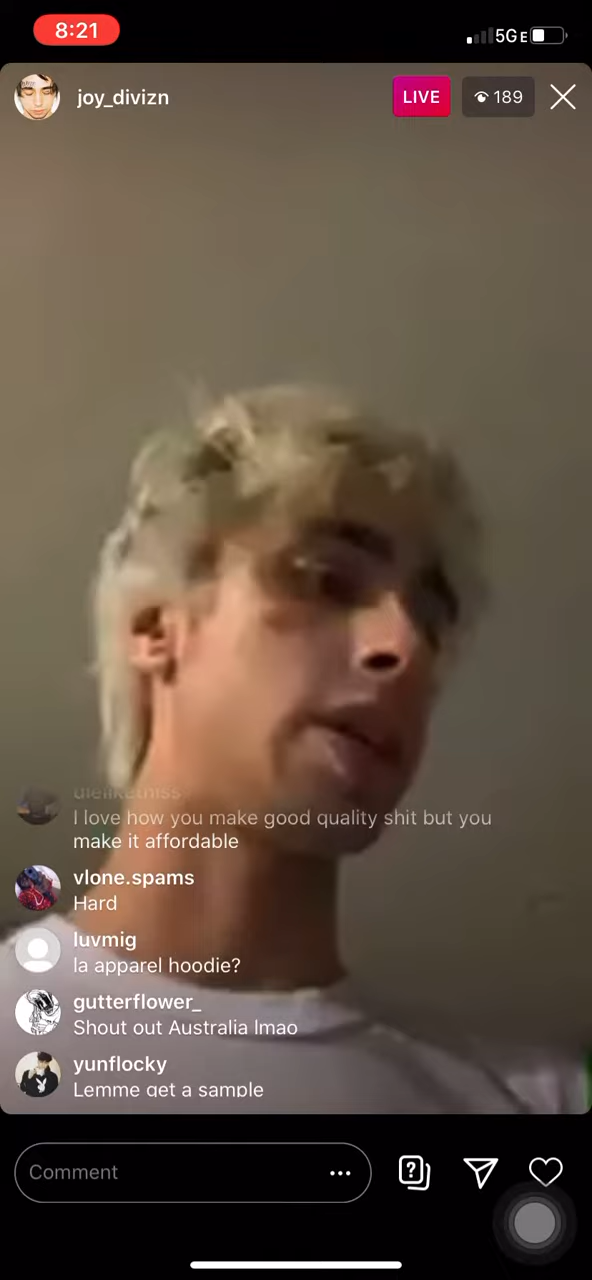 8:21
5G E
joy_divizn
LIVE
189
I love how you make good quality shit but you
make it affordable
vlone.spams
Hard
luvmig
la apparel hoodie?
gutterflower_
Shout out Australia lmao
yunflocky
Lemme get a sample
Comment